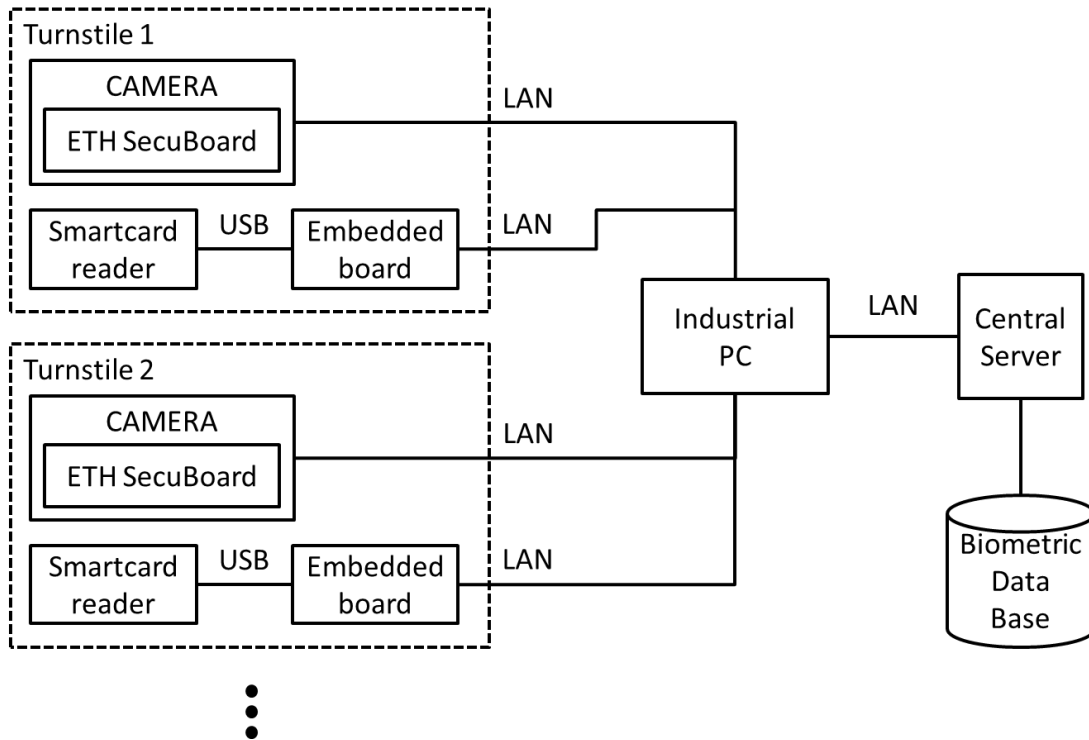 Turnstile 1
CAMERA
ETH SecuBoard
LAN
Smartcard
reader
USB
Embedded
board
LAN
Industrial
PC
LAN
Central
Server
Turnstile 2
CAMERA
ETH SecuBoard
LAN
Smartcard
reader
USB
Embedded
board
LAN
Biometric
Data
Base